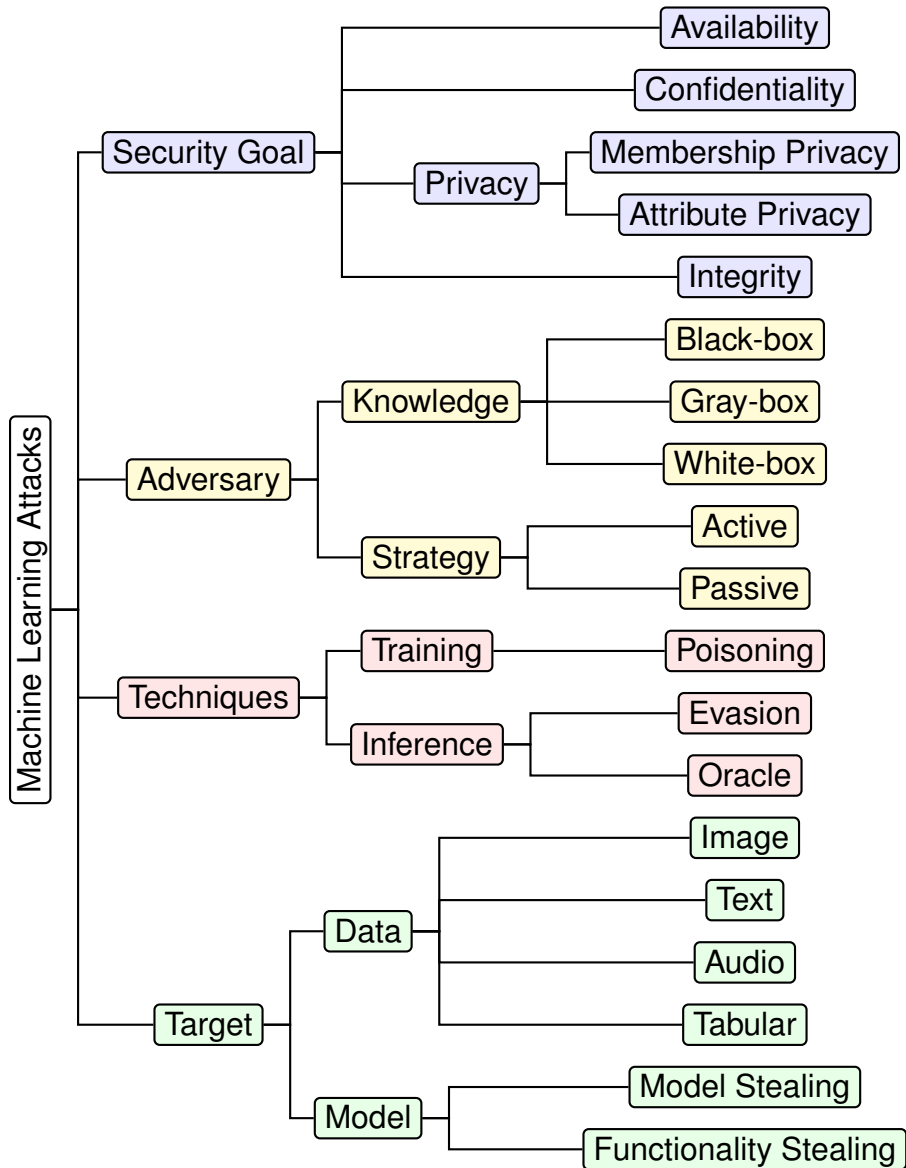 Machine Learning Attacks
Security Goal
Availability
Confidentiality
Privacy
Membership Privacy
Attribute Privacy
Integrity
Adversary
Knowledge
Black-box
Gray-box
White-box
Strategy
Active
Passive
Techniques
Training
Poisoning
Inference
Evasion
Oracle
Target
Data
Image
Text
Audio
Tabular
Model
Model Stealing
Functionality Stealing